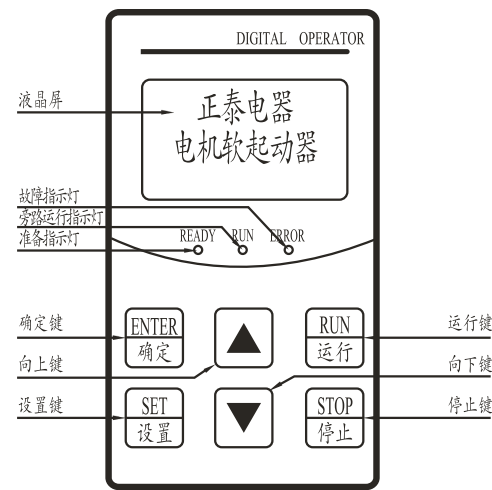 DIGITAL OPERATOR
液晶屏
正泰电器
电机软起动器
故障指示灯
旁路运行指示灯
准备指示灯
READY RUN ERROR
确定键
ENTER
确定
RUN
运行
运行键
向上键
向下键
设置键
SET
设置
STOP
停止
停止键